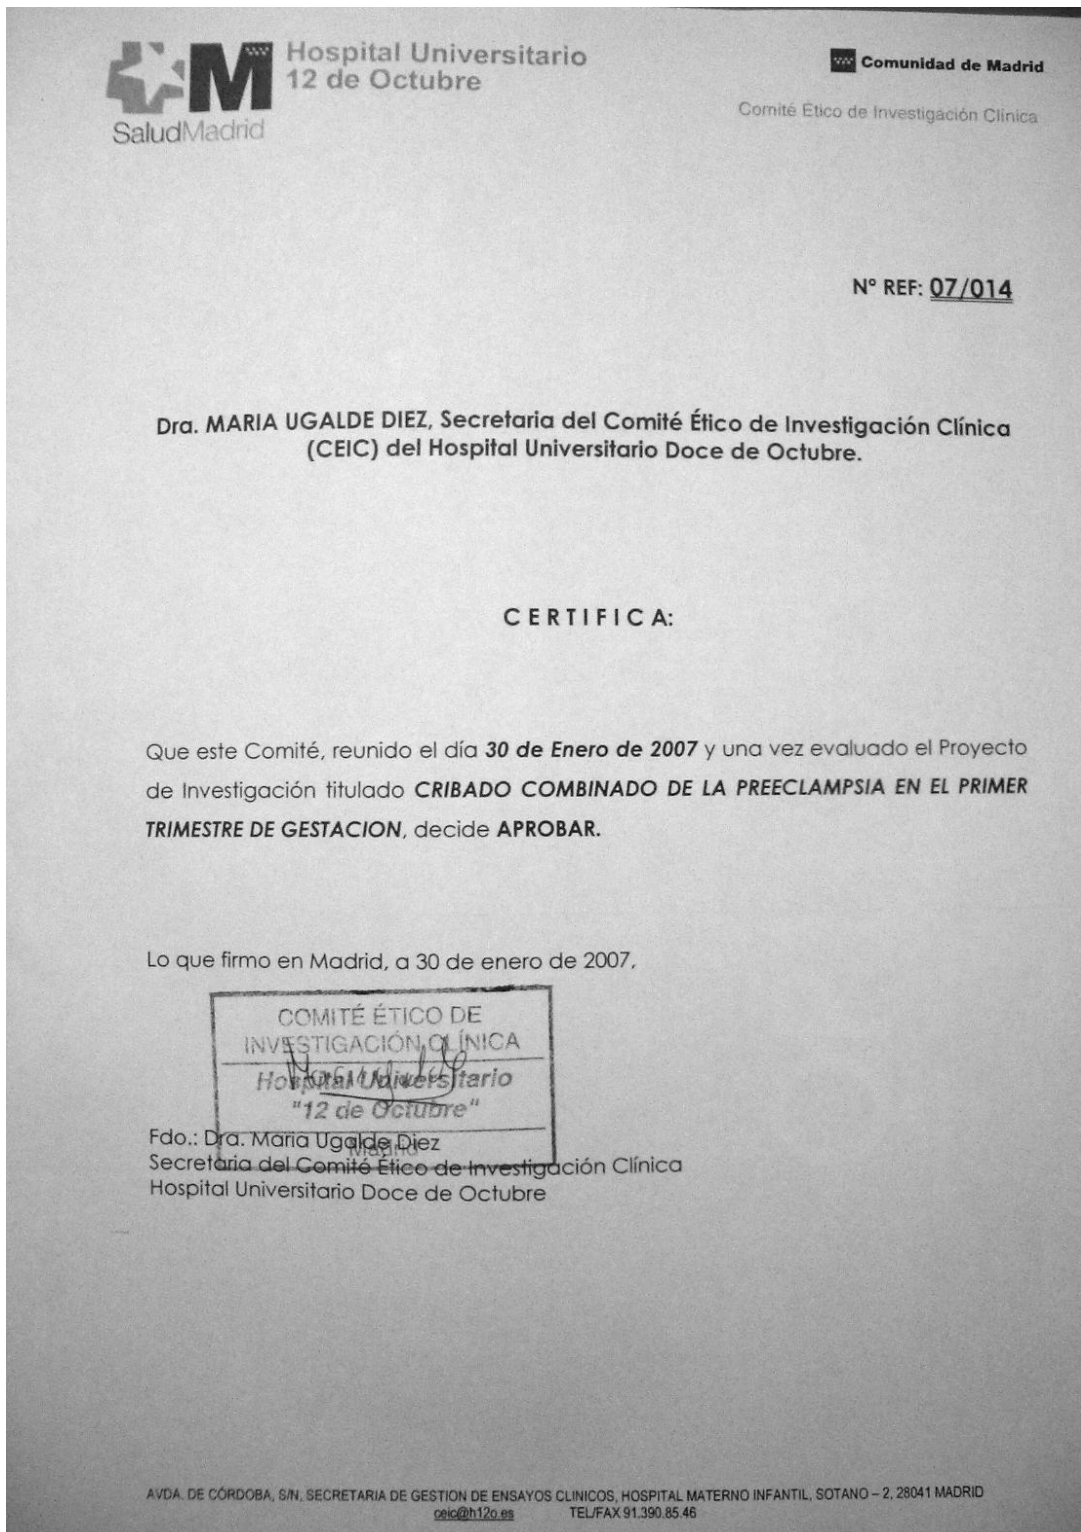 Hospital Universitario
12 de Octubre
SaludMadrid
Comunidad de Madrid
Comité Ético de Investigación Clínica
Nº REF: 07/014
Dra. MARIA UGALDE DIEZ, Secretaria del Comité Ético de Investigación Clínica
(CEIC) del Hospital Universitario Doce de Octubre.
CERTIFICA:
Que este Comité, reunido el día 30 de Enero de 2007 y una vez evaluado el Proyecto
de Investigación titulado CRIBADO COMBINADO DE LA PREECLAMPSIA EN EL PRIMER
TRIMESTRE DE GESTACION, decide APROBAR.
Lo que firmo en Madrid, a 30 de enero de 2007,
COMITÉ ÉTICO DE
INVESTIGACIÓN CLÍNICA
Hospital Universitario
"12 de Octubre"
Madrid
Fdo.: Dra. Maria Ugalde Diez
Secretaria del Comité Ético de Investigación Clínica
Hospital Universitario Doce de Octubre
AVDA. DE CÓRDOBA, S/N, SECRETARIA DE GESTION DE ENSAYOS CLINICOS, HOSPITAL MATERNO INFANTIL, SOTANO – 2, 28041 MADRID
ceic@h12o.es TEL/FAX 91.390.85.46